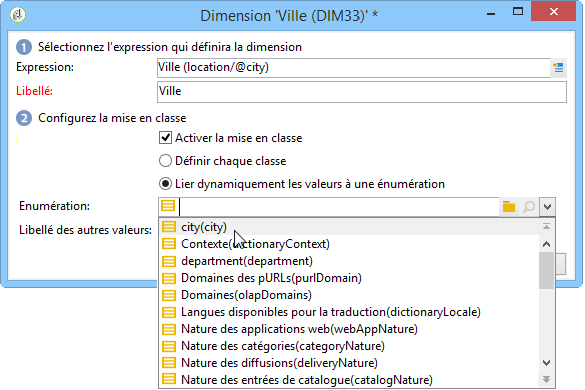 Dimension 'Ville (DIM33)' *
1 Sélectionnez l'expression qui définira la dimension
Expression: Ville (location/@city)
Libellé: Ville
2 Configurez la mise en classe
Activer la mise en classe
Définir chaque classe
Lier dynamiquement les valeurs à une énumération
Enumération:
Libellé des autres valeurs:
city(city)
Contexte(dictionaryContext)
department(department)
Domaines des pURLs(purlDomain)
Domaines(olapDomains)
Langues disponibles pour la traduction(dictionaryLocale)
Nature des applications web(webAppNature)
Nature des catégories(categoryNature)
Nature des diffusions(deliveryNature)
Nature des entrées de catalogue(catalogNature)